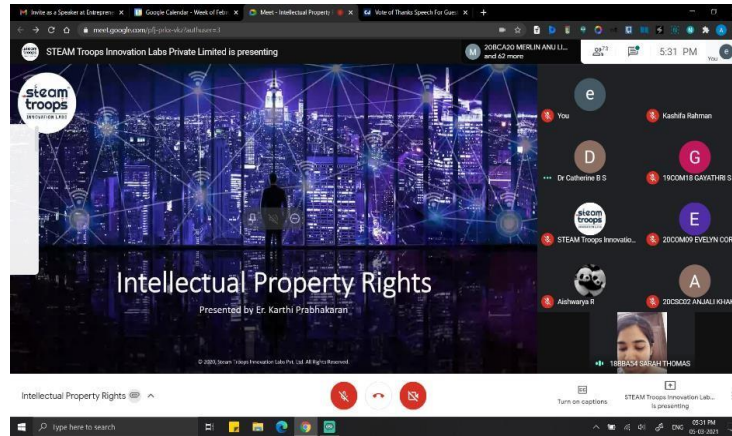 M Invite as a Speaker at Entrepren
Google Calendar - Week of Febr
Meet - Intellectual Property
Vote of Thanks Speech For Gues
meet.google.com/
STEAM Troops Innovation Labs Private Limited is presenting
M
20BCA20 MERLIN ANU LI...
and 62 more
73
5:31 PM
You
e
steam
troops
INNOVATION LABS
e
You
Kashifa Rahman
D
Dr Catherine B S
G
19COM18 GAYATHRI S
steam
troops
STEAM Troops Innovatio...
E
20COM09 EVELYN COR
Aishwarya R
A
20CSC02 ANJALI KHA
18BBA54 SARAH THOMAS
Intellectual Property Rights
Presented by Er. Karthi Prabhakaran
© 2020, Steam Troops Innovation Labs Pvt. Ltd. All Rights Reserved.
Intellectual Property Rights
Turn on captions
STEAM Troops Innovation Lab...
is presenting
Type here to search
ENG
05:31 PM
05-03-2021